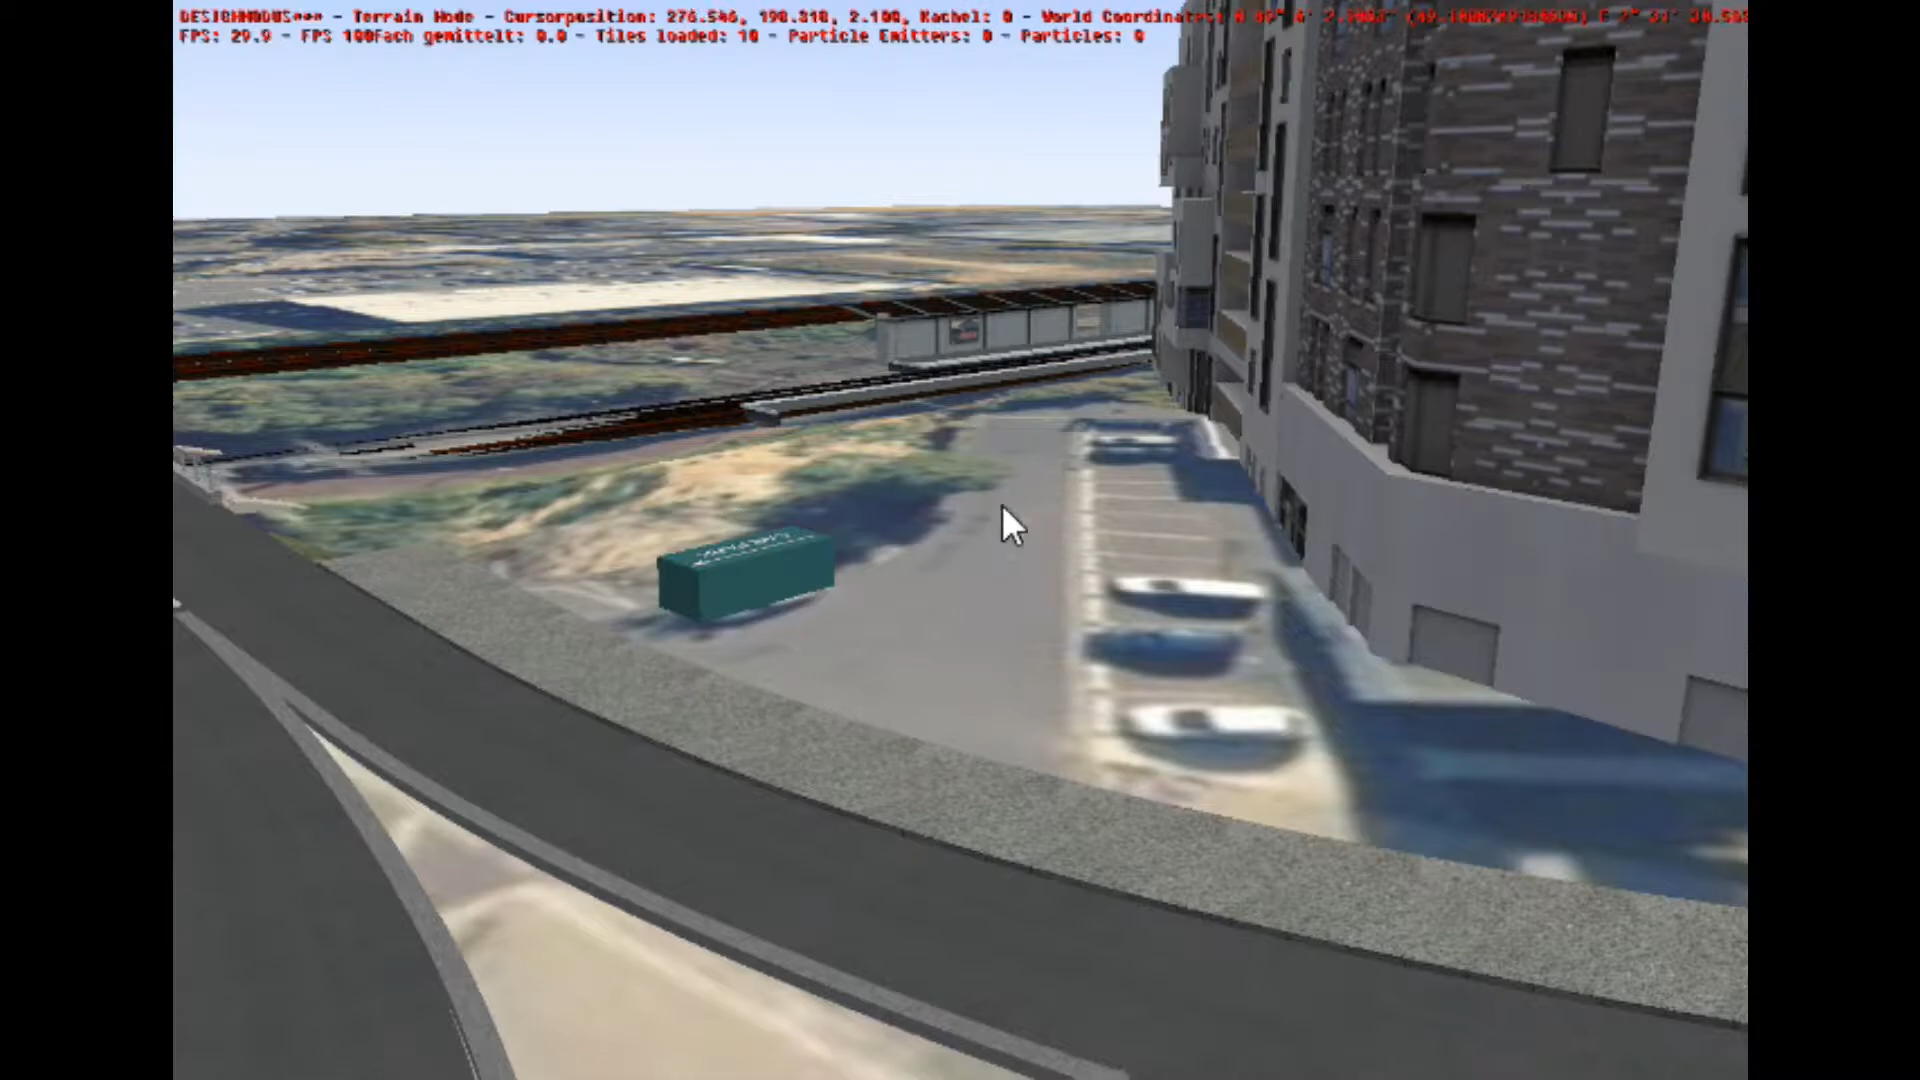 DESIGNMODUS*** - Terrain Mode - Cursorposition: 276.546, 198.818, 2.100, Kachel: 0 - World Coordinates: N
FPS: 29.9 - FPS 100Fach gemittelt: 0.0 - Tiles loaded: 10 - Particle Emitters: 0 - Particles: 0